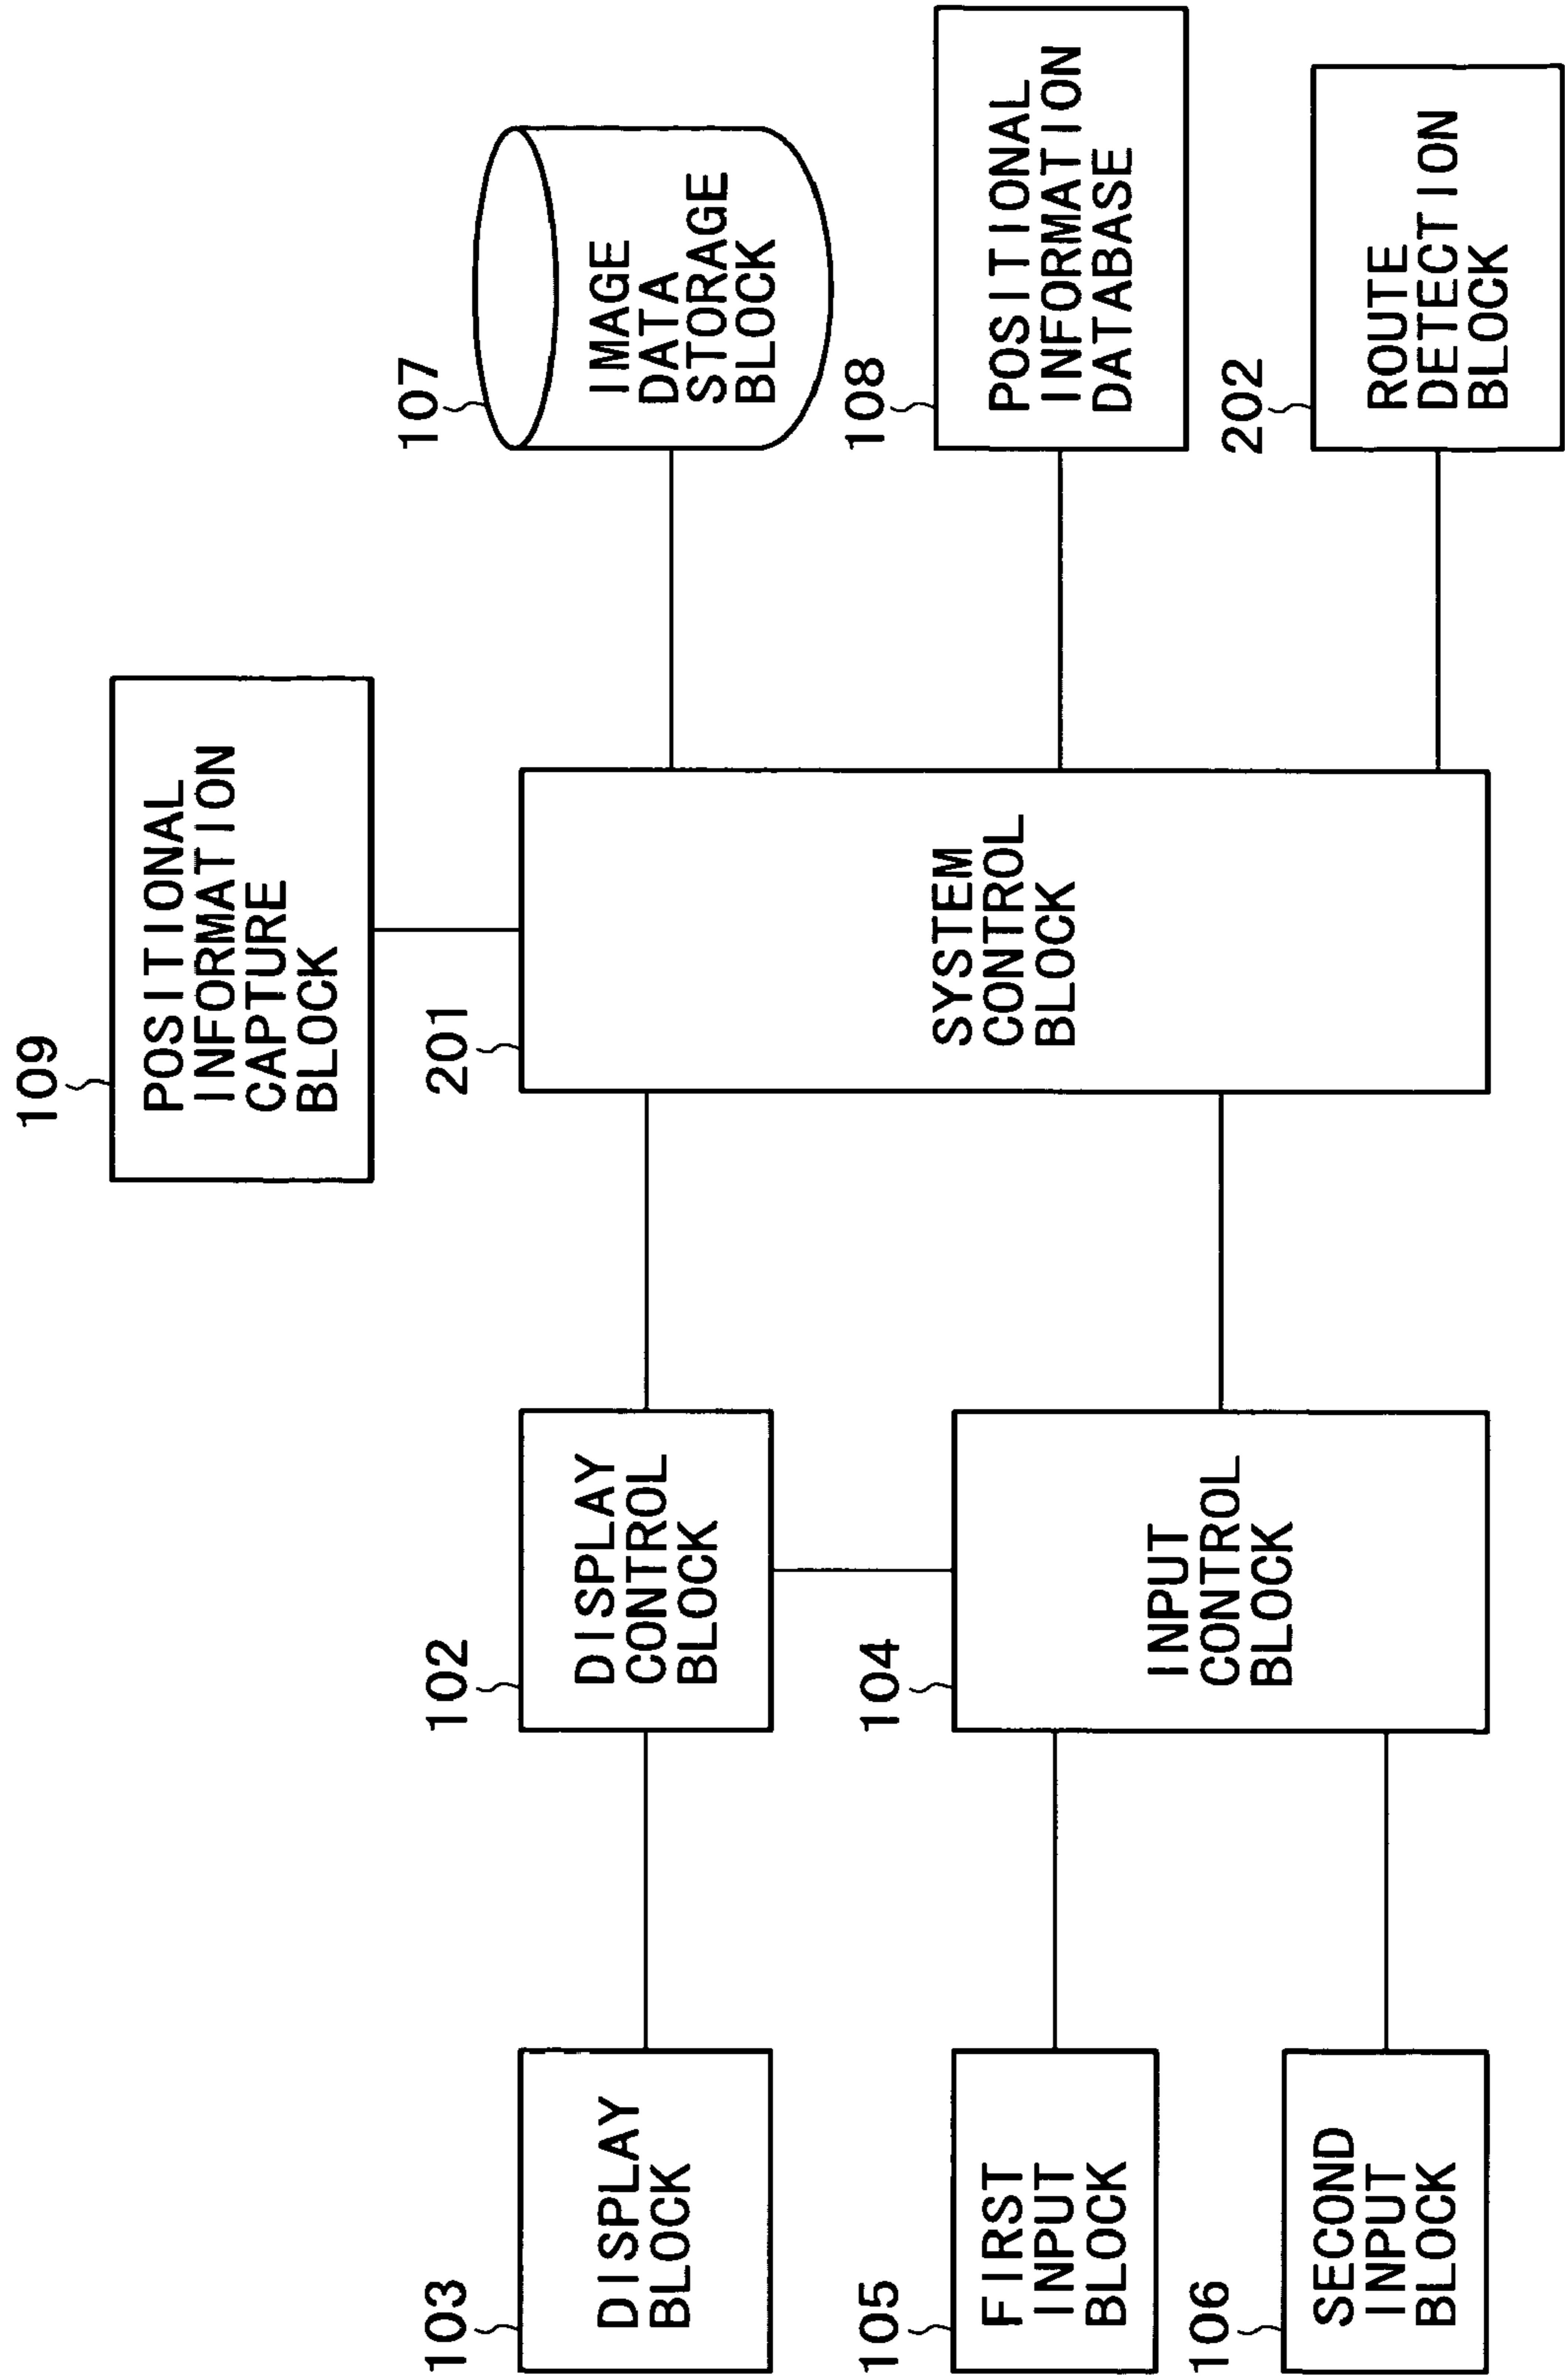 109
POSITIONAL
INFORMATION
CAPTURE
BLOCK
103
DISPLAY
BLOCK
102
DISPLAY
CONTROL
BLOCK
201
SYSTEM
CONTROL
BLOCK
107
IMAGE
DATA
STORAGE
BLOCK
105
FIRST
INPUT
BLOCK
104
INPUT
CONTROL
BLOCK
108
POSITIONAL
INFORMATION
DATABASE
106
SECOND
INPUT
BLOCK
202
ROUTE
DETECTION
BLOCK